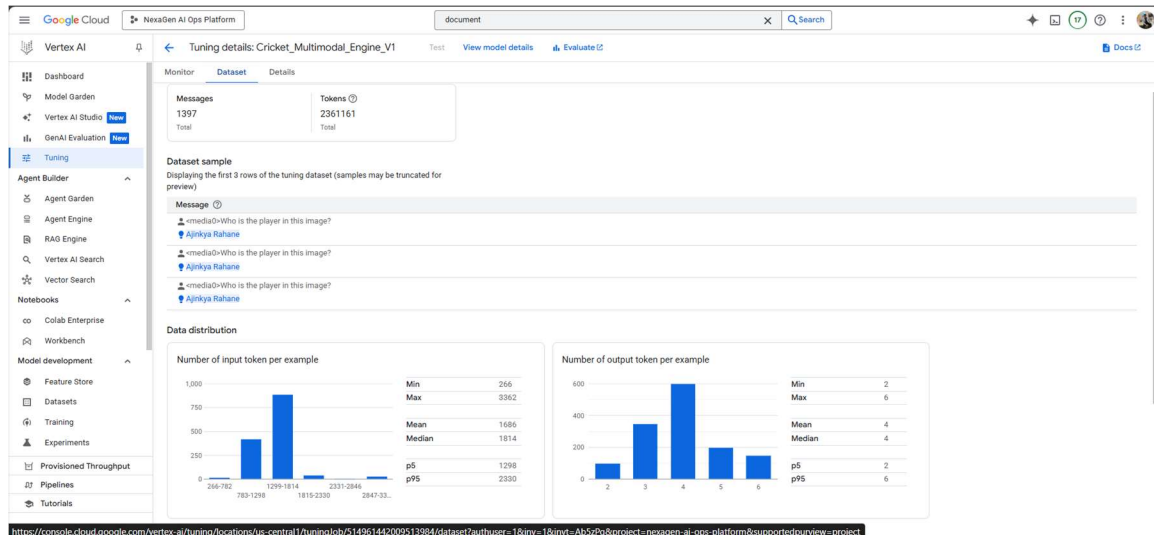 Google Cloud
NexaGen AI Ops Platform
document
Search
17
Vertex AI
Tuning details: Cricket_Multimodal_Engine_V1
Test
View model details
Evaluate
Docs
Dashboard
Model Garden
Vertex AI Studio New
GenAI Evaluation New
Tuning
Agent Builder
Agent Garden
Agent Engine
RAG Engine
Vertex AI Search
Vector Search
Notebooks
Colab Enterprise
Workbench
Model development
Feature Store
Datasets
Training
Experiments
Provisioned Throughput
Pipelines
Tutorials
Monitor Dataset Details
Messages
1397
Total
Tokens
2361161
Total
Dataset sample
Displaying the first 3 rows of the tuning dataset (samples may be truncated for
preview)
Message
<media0>Who is the player in this image?
Ajinkya Rahane
<media0>Who is the player in this image?
Ajinkya Rahane
<media0>Who is the player in this image?
Ajinkya Rahane
Data distribution
Number of input token per example
1,000
750
500
250
0
266-782 1299-1814 2331-2846
783-1298 1815-2330 2847-33...
Min 266
Max 3362
Mean 1686
Median 1814
p5 1298
p95 2330
Number of output token per example
600
400
200
0
2 3 4 5 6
Min 2
Max 6
Mean 4
Median 4
p5 2
p95 6
https://console.cloud.google.com/vertex-ai/tuning/locations/us-central1/tuningJob/514961442009513984/dataset?authuser=1&inv=1&invt=Ab5zPg&project=nexagen-ai-ops-platform&supportedpurview=project